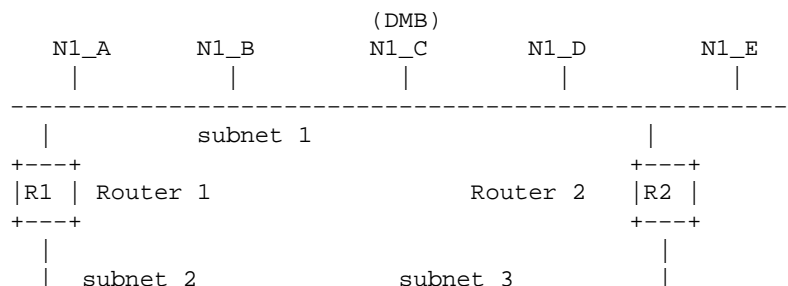 (DMB)
N1_A N1_B N1_C N1_D N1_E
subnet 1
R1 Router 1 Router 2 R2
subnet 2 subnet 3